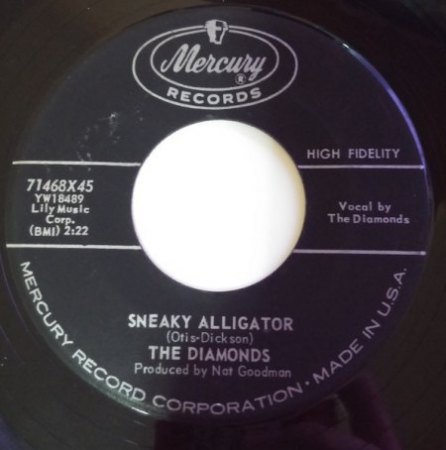 Mercury
®
RECORDS
HIGH FIDELITY
71468X45
YW18489
Lily Music
Corp.
(BMI) 2:22
Vocal by
The Diamonds
SNEAKY ALLIGATOR
(Otis-Dickson)
THE DIAMONDS
Produced by Nat Goodman
MERCURY RECORD CORPORATION • MADE IN U.S.A.